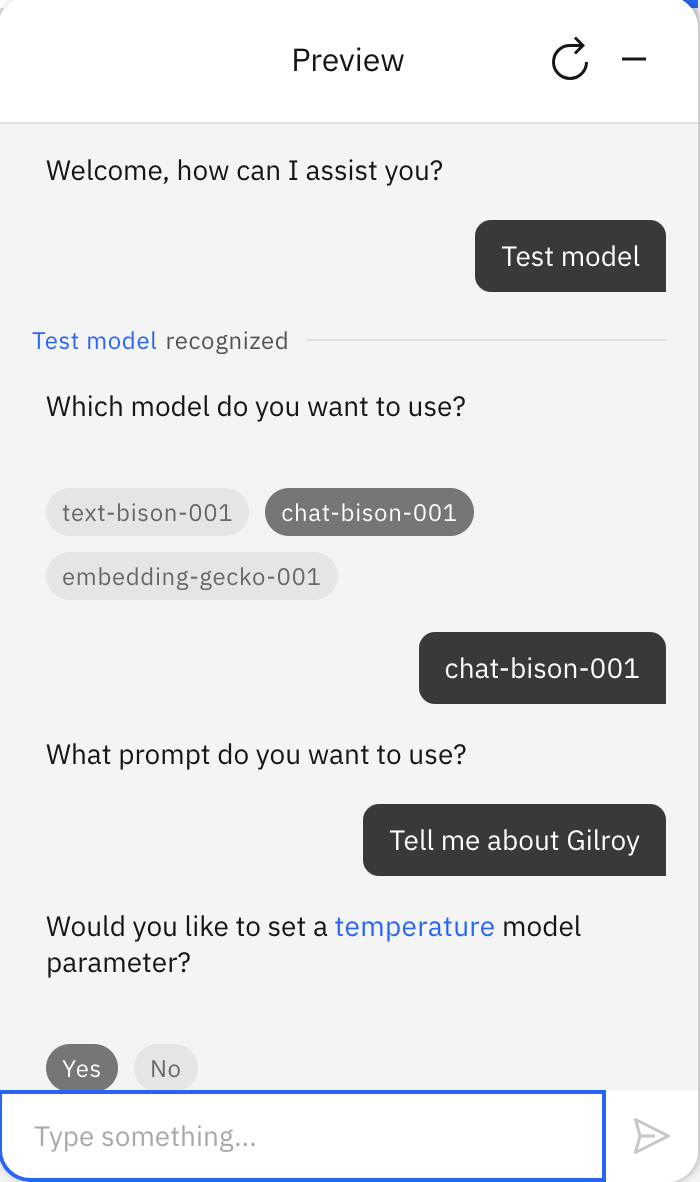 Preview
Welcome, how can I assist you?
Test model
Test model recognized
Which model do you want to use?
text-bison-001 chat-bison-001
embedding-gecko-001
chat-bison-001
What prompt do you want to use?
Tell me about Gilroy
Would you like to set a temperature model
parameter?
Yes No
Type something...